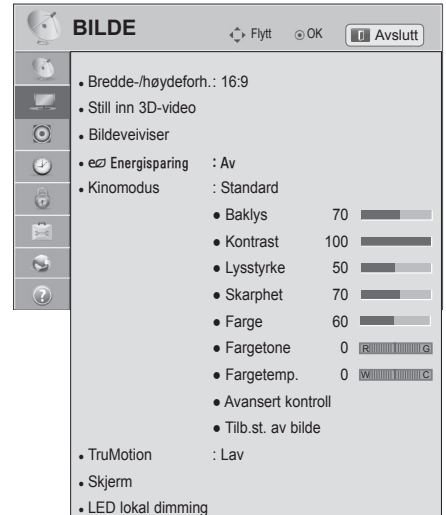 BILDE
Flytt OK Avslutt
• Bredde-/høydeforh.: 16:9
• Still inn 3D-video
• Bildeveiviser
• Energisparing : Av
• Kinomodus : Standard
● Baklys 70
● Kontrast 100
● Lysstyrke 50
● Skarphet 70
● Farge 60
● Fargetone 0 R G
● Fargetemp. 0 W C
● Avansert kontroll
● Tilb.st. av bilde
• TruMotion : Lav
• Skjerm
• LED lokal dimming